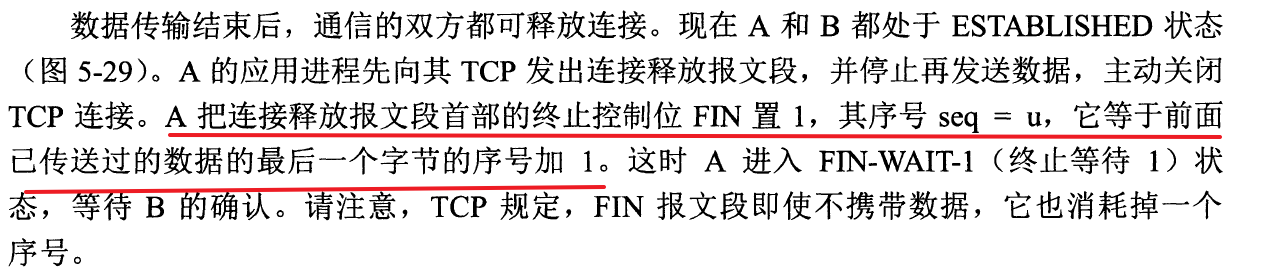 数据传输结束后，通信的双方都可释放连接。现在 A 和 B 都处于 ESTABLISHED 状态
（图 5-29）。A 的应用进程先向其 TCP 发出连接释放报文段，并停止再发送数据，主动关闭
TCP 连接。A 把连接释放报文段首部的终止控制位 FIN 置 1，其序号 seq = u，它等于前面
已传送过的数据的最后一个字节的序号加 1。这时 A 进入 FIN-WAIT-1（终止等待 1）状
态，等待 B 的确认。请注意，TCP 规定，FIN 报文段即使不携带数据，它也消耗掉一个
序号。